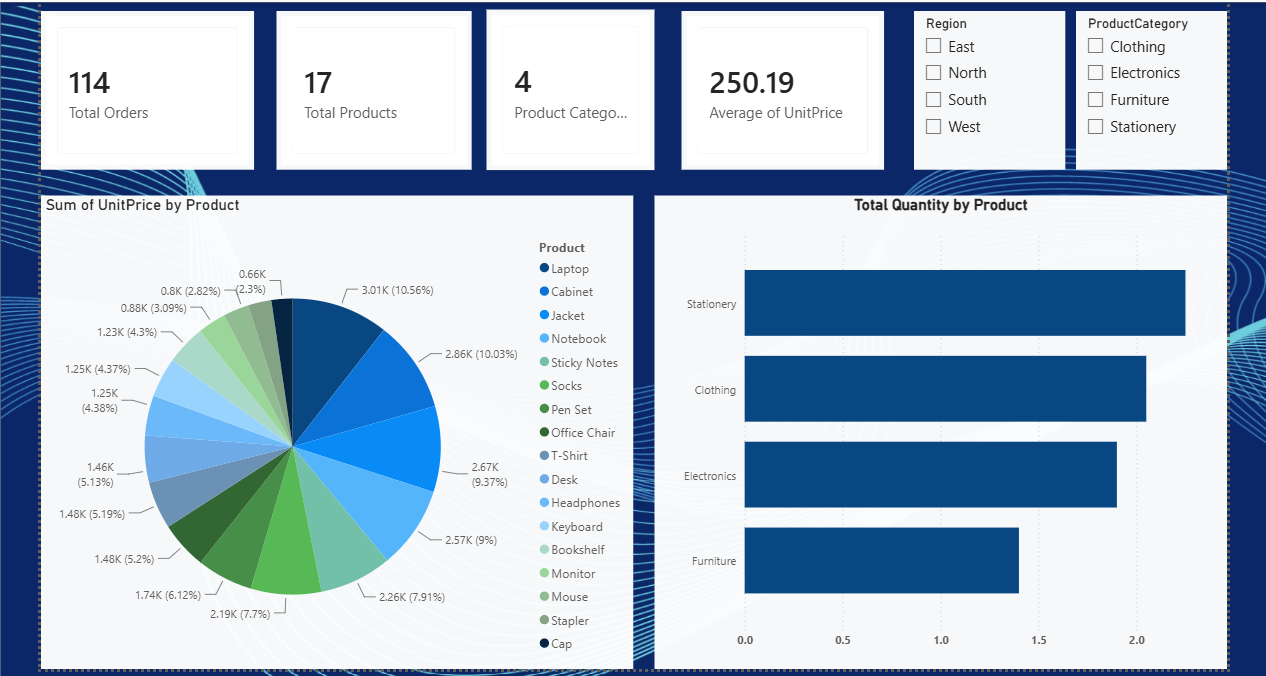 114
Total Orders
17
Total Products
4
Product Catego...
250.19
Average of UnitPrice
Region
East
North
South
West
ProductCategory
Clothing
Electronics
Furniture
Stationery
Sum of UnitPrice by Product
3.01K (10.56%)
2.86K (10.03%)
2.67K
(9.37%)
2.57K (9%)
2.26K (7.91%)
2.19K (7.7%)
1.74K (6.12%)
1.48K (5.2%)
1.48K (5.19%)
1.46K
(5.13%)
1.25K
(4.38%)
1.25K (4.37%)
1.23K (4.3%)
0.88K (3.09%)
0.8K (2.82%)
0.66K
(2.3%)
Product
Laptop
Cabinet
Jacket
Notebook
Sticky Notes
Socks
Pen Set
Office Chair
T-Shirt
Desk
Headphones
Keyboard
Bookshelf
Monitor
Mouse
Stapler
Cap
Total Quantity by Product
Stationery
Clothing
Electronics
Furniture
0.0 0.5 1.0 1.5 2.0